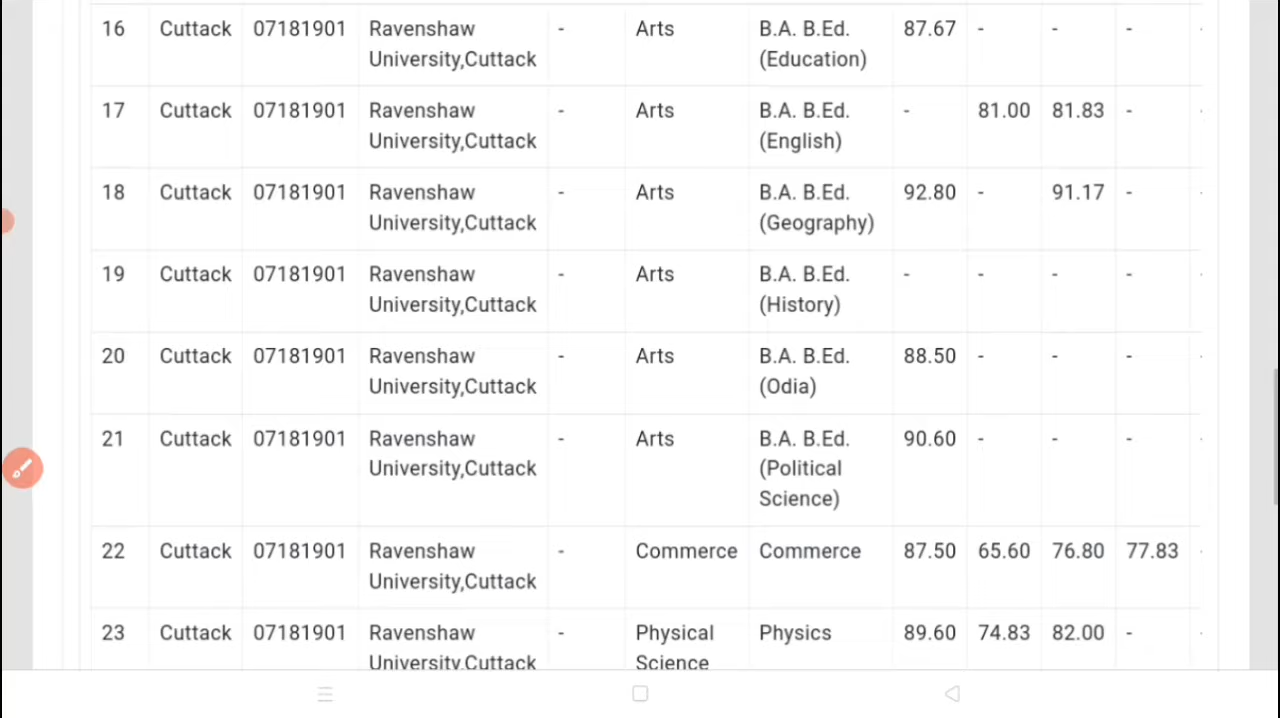 16 Cuttack 07181901 Ravenshaw - Arts B.A. B.Ed. 87.67 - - -
University,Cuttack (Education)
17 Cuttack 07181901 Ravenshaw - Arts B.A. B.Ed. - 81.00 81.83 -
University,Cuttack (English)
18 Cuttack 07181901 Ravenshaw - Arts B.A. B.Ed. 92.80 - 91.17 -
University,Cuttack (Geography)
19 Cuttack 07181901 Ravenshaw - Arts B.A. B.Ed. - - - -
University,Cuttack (History)
20 Cuttack 07181901 Ravenshaw - Arts B.A. B.Ed. 88.50 - - -
University,Cuttack (Odia)
21 Cuttack 07181901 Ravenshaw - Arts B.A. B.Ed. 90.60 - - -
University,Cuttack (Political
Science)
22 Cuttack 07181901 Ravenshaw - Commerce Commerce 87.50 65.60 76.80 77.83
University,Cuttack
23 Cuttack 07181901 Ravenshaw - Physical Physics 89.60 74.83 82.00 -
University,Cuttack Science